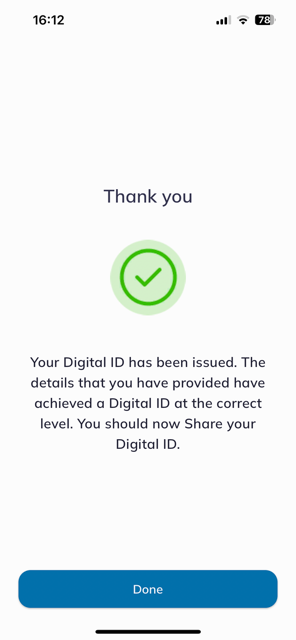 16:12
78
Thank you
Your Digital ID has been issued. The
details that you have provided have
achieved a Digital ID at the correct
level. You should now Share your
Digital ID.
Done